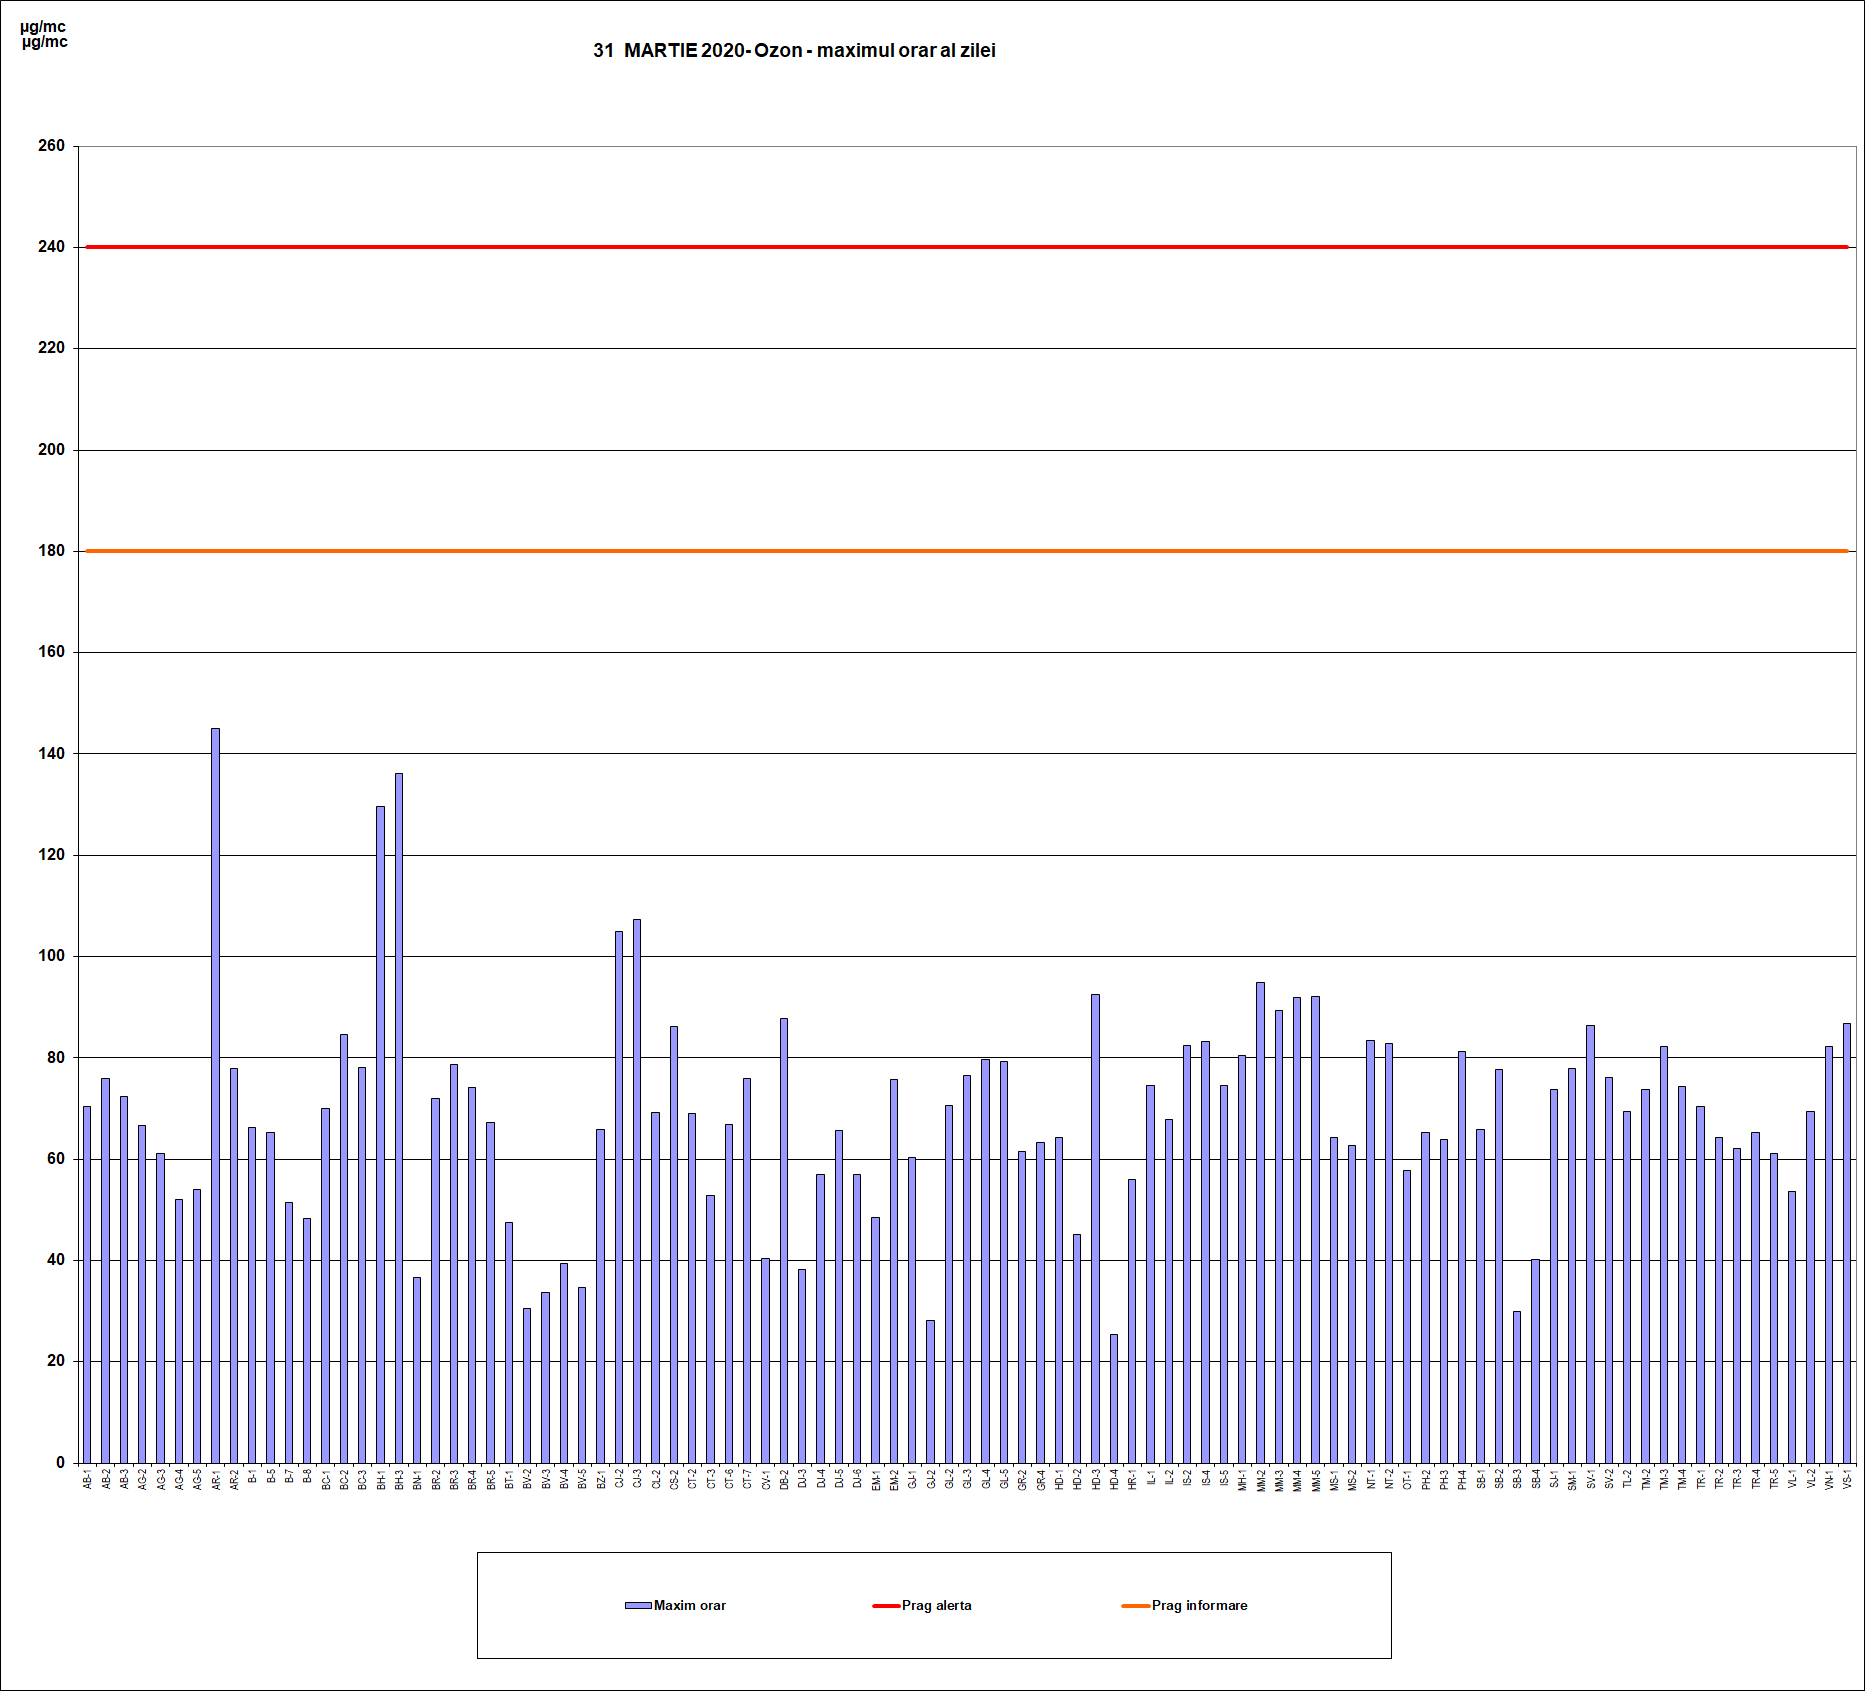 µg/mc
µg/mc
31 MARTIE 2020- Ozon - maximul orar al zilei
260
240
220
200
180
160
140
120
100
80
60
40
20
0
AB-1 AB-2 AB-3 AG-2 AG-3 AG-4 AG-5 AR-1 AR-2 B-1 B-5 B-7 B-8 BC-1 BC-2 BC-3 BH-1 BH-3 BN-1 BR-2 BR-3 BR-4 BR-5 BT-1 BV-2 BV-3 BV-4 BV-5 BZ-1 CJ-2 CJ-3 CL-2 CS-2 CT-2 CT-3 CT-6 CT-7 CV-1 DB-2 DJ-3 DJ-4 DJ-5 DJ-6 EM-1 EM-2 GJ-1 GJ-2 GL-2 GL-3 GL-4 GL-5 GR-2 GR-4 HD-1 HD-2 HD-3 HD-4 HR-1 IL-1 IL-2 IS-2 IS-4 IS-5 MH-1 MM-2 MM-3 MM-4 MM-5 MS-1 MS-2 NT-1 NT-2 OT-1 PH-2 PH-3 PH-4 SB-1 SB-2 SB-3 SB-4 SJ-1 SM-1 SV-1 SV-2 TL-2 TM-2 TM-3 TM-4 TR-1 TR-2 TR-3 TR-4 TR-5 VL-1 VL-2 VN-1 VS-1
Maxim orar Prag alerta Prag informare